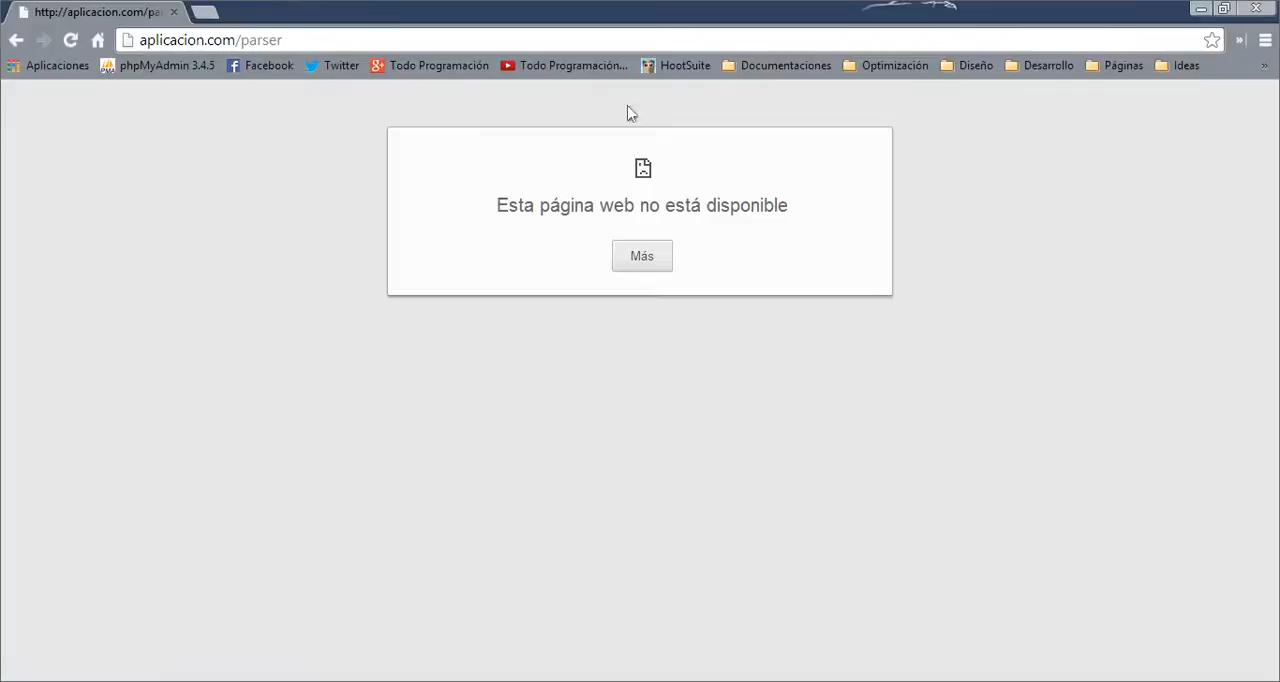 http://aplicacion.com/pa
aplicacion.com/parser
Aplicaciones phpMyAdmin 3.4.5 Facebook Twitter Todo Programación Todo Programación... HootSuite Documentaciones Optimización Diseño Desarrollo Páginas Ideas »
Esta página web no está disponible
Más